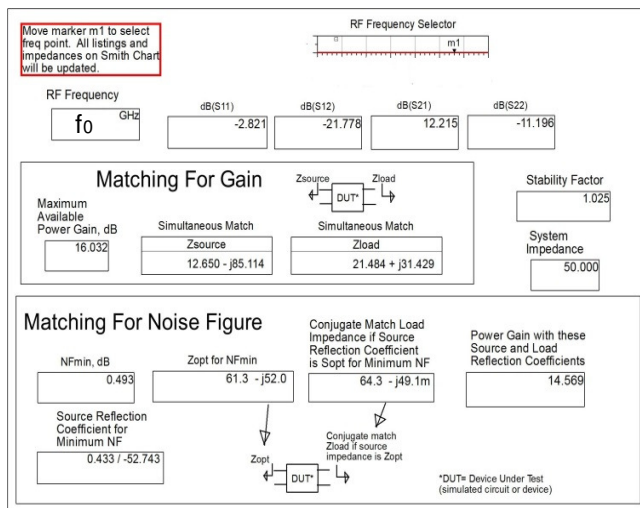 Move marker m1 to select
freq point. All listings and
impedances on Smith Chart
will be updated.
RF Frequency Selector
m1
RF Frequency
f0 GHz
dB(S11)
-2.821
dB(S12)
-21.778
dB(S21)
12.215
dB(S22)
-11.196
Matching For Gain
Zsource
Zload
DUT*
Maximum
Available
Power Gain, dB
16.032
Simultaneous Match
Zsource
12.650 - j85.114
Simultaneous Match
Zload
21.484 + j31.429
Stability Factor
1.025
System
Impedance
50.000
Matching For Noise Figure
NFmin, dB
0.493
Zopt for NFmin
61.3 - j52.0
Conjugate Match Load
Impedance if Source
Reflection Coefficient
is Sopt for Minimum NF
64.3 - j49.1m
Power Gain with these
Source and Load
Reflection Coefficients
14.569
Source Reflection
Coefficient for
Minimum NF
0.433 / -52.743
Zopt
DUT*
Conjugate match
Zload if source
impedance is Zopt
*DUT= Device Under Test
(simulated circuit or device)